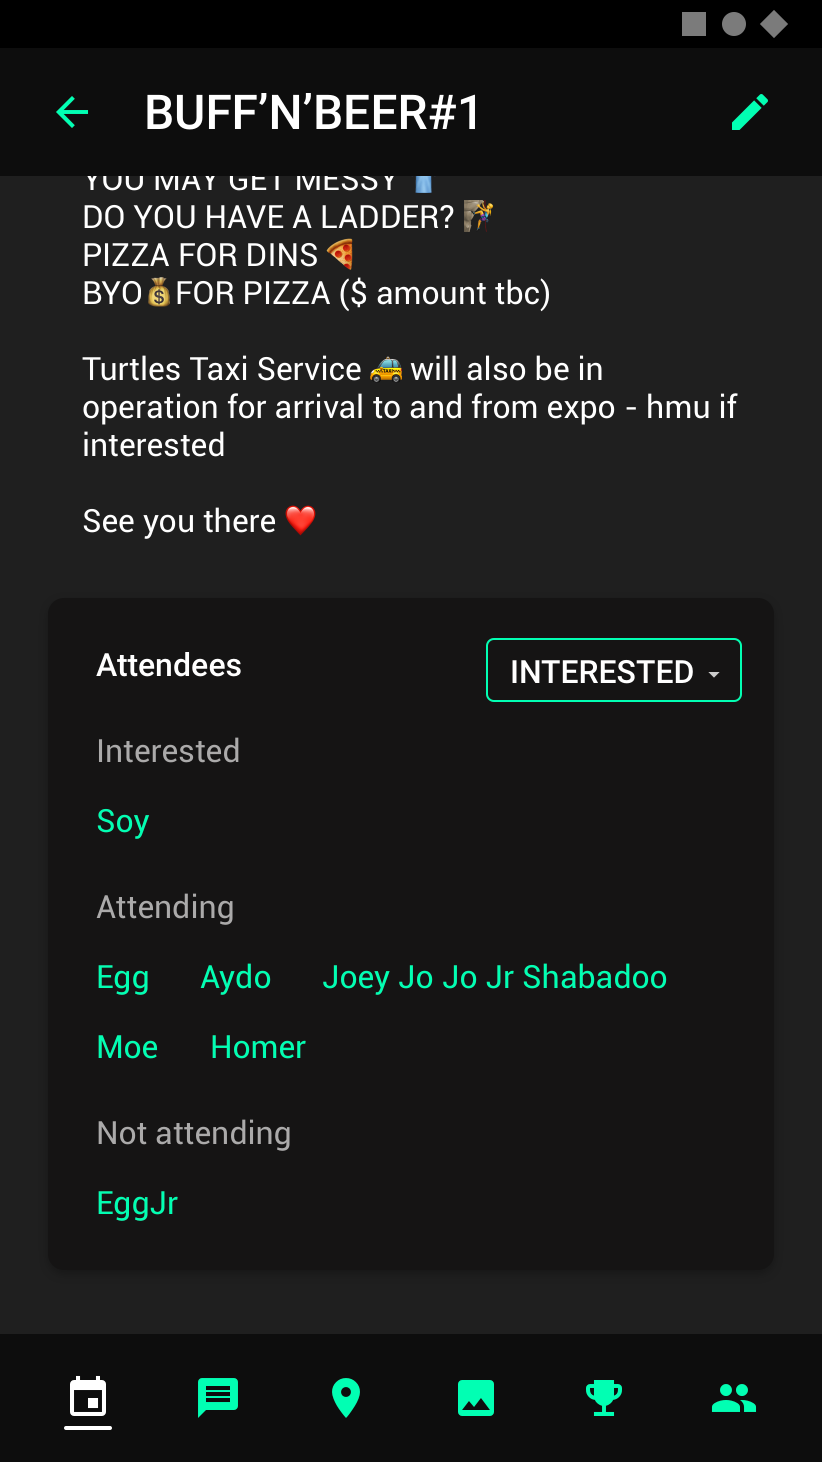 BUFF’N’BEER#1
YOU MAY GET MESSY 👖
DO YOU HAVE A LADDER? 🧗‍♀️
PIZZA FOR DINS 🍕
BYO💰FOR PIZZA ($ amount tbc)
Turtles Taxi Service 🚕 will also be in
operation for arrival to and from expo - hmu if
interested
See you there ❤️
Attendees
INTERESTED
Interested
Soy
Attending
Egg Aydo Joey Jo Jo Jr Shabadoo
Moe Homer
Not attending
EggJr